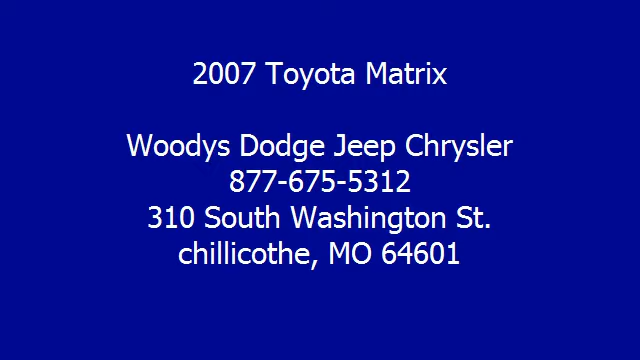 2007 Toyota Matrix
Woodys Dodge Jeep Chrysler
877-675-5312
310 South Washington St.
chillicothe, MO 64601